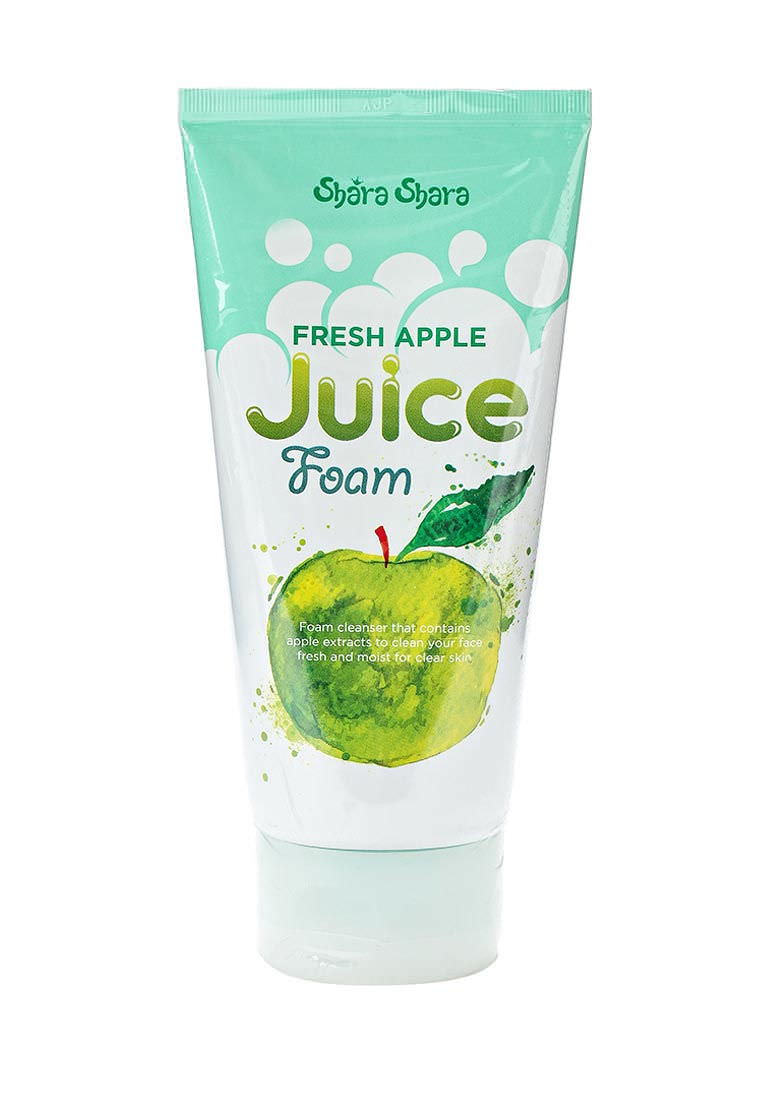 Shara Shara
FRESH APPLE
Juice
Foam
Foam cleanser that contains
apple extracts to clean your face
fresh and moist for clear skin